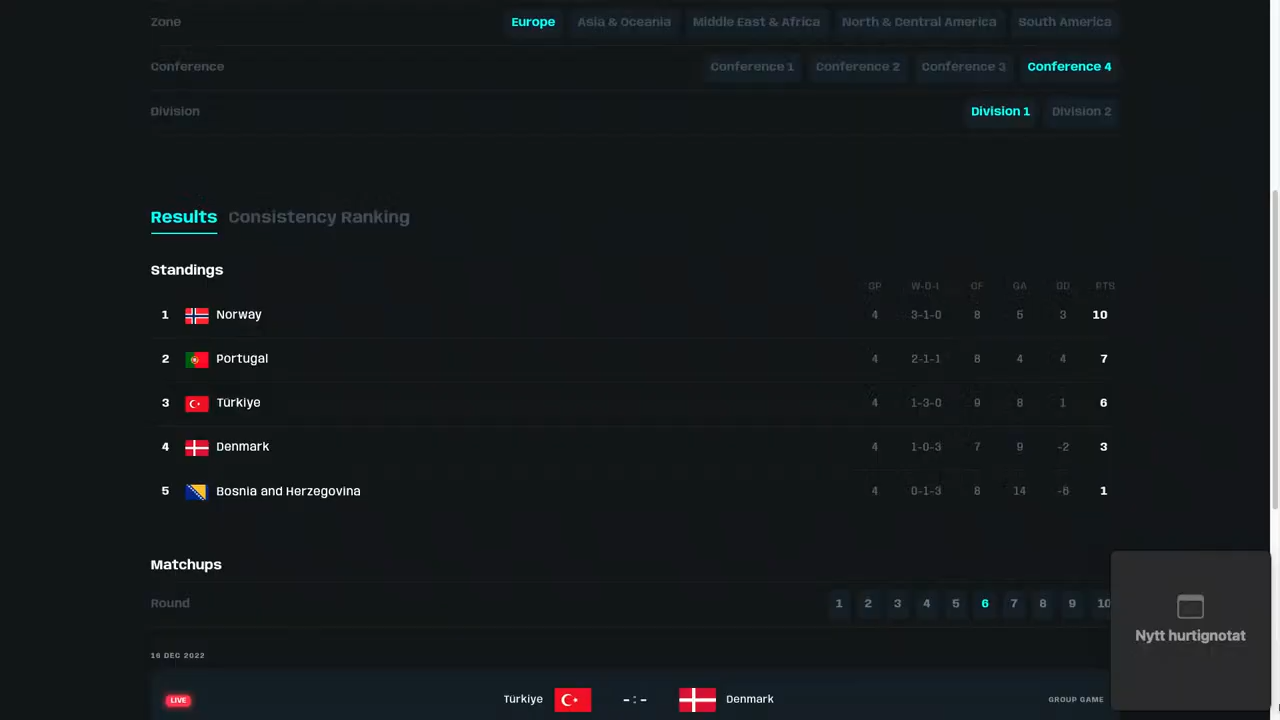 Zone Europe Asia & Oceania Middle East & Africa North & Central America South America
Conference Conference 1 Conference 2 Conference 3 Conference 4
Division Division 1 Division 2
Results Consistency Ranking
Standings
GP W-D-L GF GA GD PTS
1 Norway 4 3-1-0 8 5 3 10
2 Portugal 4 2-1-1 8 4 4 7
3 Türkiye 4 1-3-0 9 8 1 6
4 Denmark 4 1-0-3 7 9 -2 3
5 Bosnia and Herzegovina 4 0-1-3 8 14 -6 1
Matchups
Round 1 2 3 4 5 6 7 8 9 10
Nytt hurtignotat
16 DEC 2022
LIVE Türkiye - : - Denmark GROUP GAME